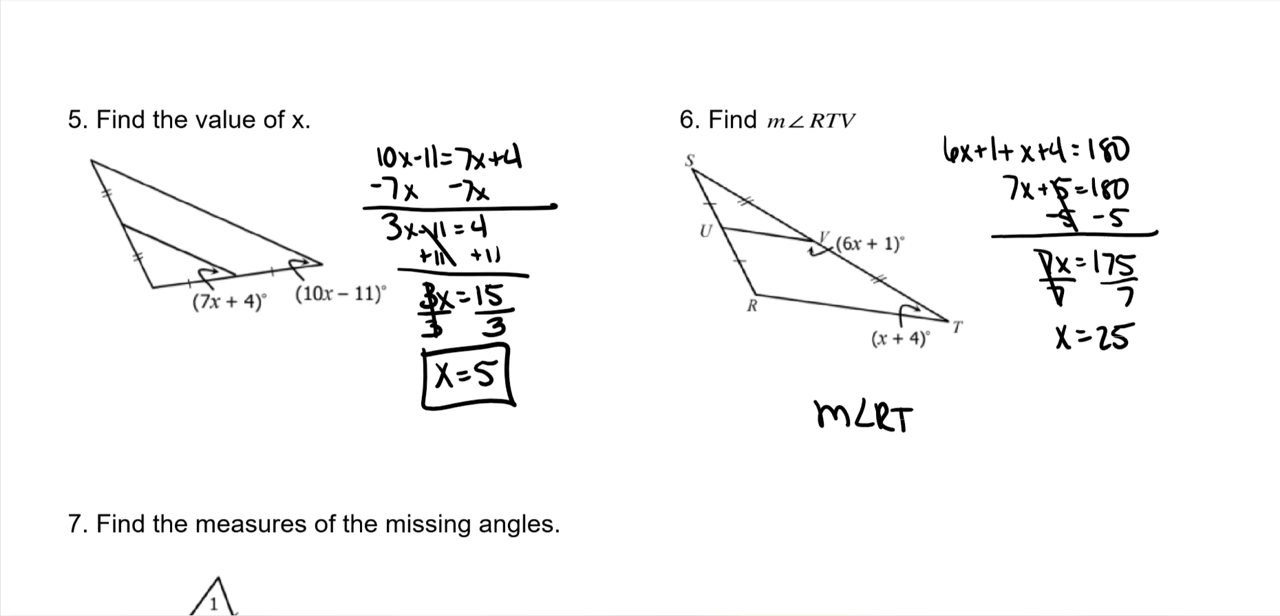 5. Find the value of x.
10x-11=7x+4
-7x -7x
3x-11=4
+11 +11
3x=15
3 3
x=5
(7x + 4)°
(10x – 11)°
6. Find m∠RTV
S
U
V
(6x + 1)°
R
T
(x + 4)°
6x+1+x+4=180
7x+5=180
-5 -5
7x=175
7 7
x=25
m∠RT
7. Find the measures of the missing angles.
1